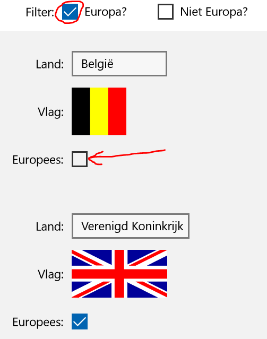 Filter: Europa? Niet Europa?
Land: België
Vlag:
Europees:
Land: Verenigd Koninkrijk
Vlag:
Europees: